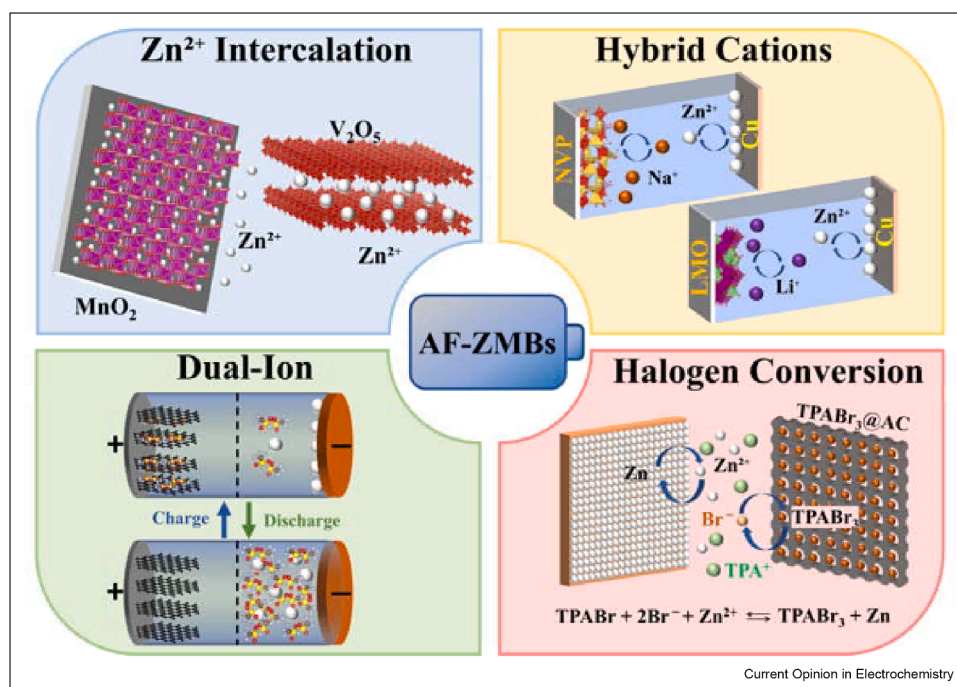 Zn²⁺ Intercalation
V₂O₅
Zn²⁺
Zn²⁺
MnO₂
Hybrid Cations
Zn²⁺
NVP
Na⁺
Cu
Zn²⁺
LMO
Li⁺
Cu
AF-ZMBs
Dual-Ion
+
−
Charge
Discharge
+
−
Halogen Conversion
TPABr₃@AC
Zn
Zn²⁺
Br⁻
TPABr₃
TPA⁺
TPABr + 2Br⁻ + Zn²⁺ ⇋ TPABr₃ + Zn
Current Opinion in Electrochemistry